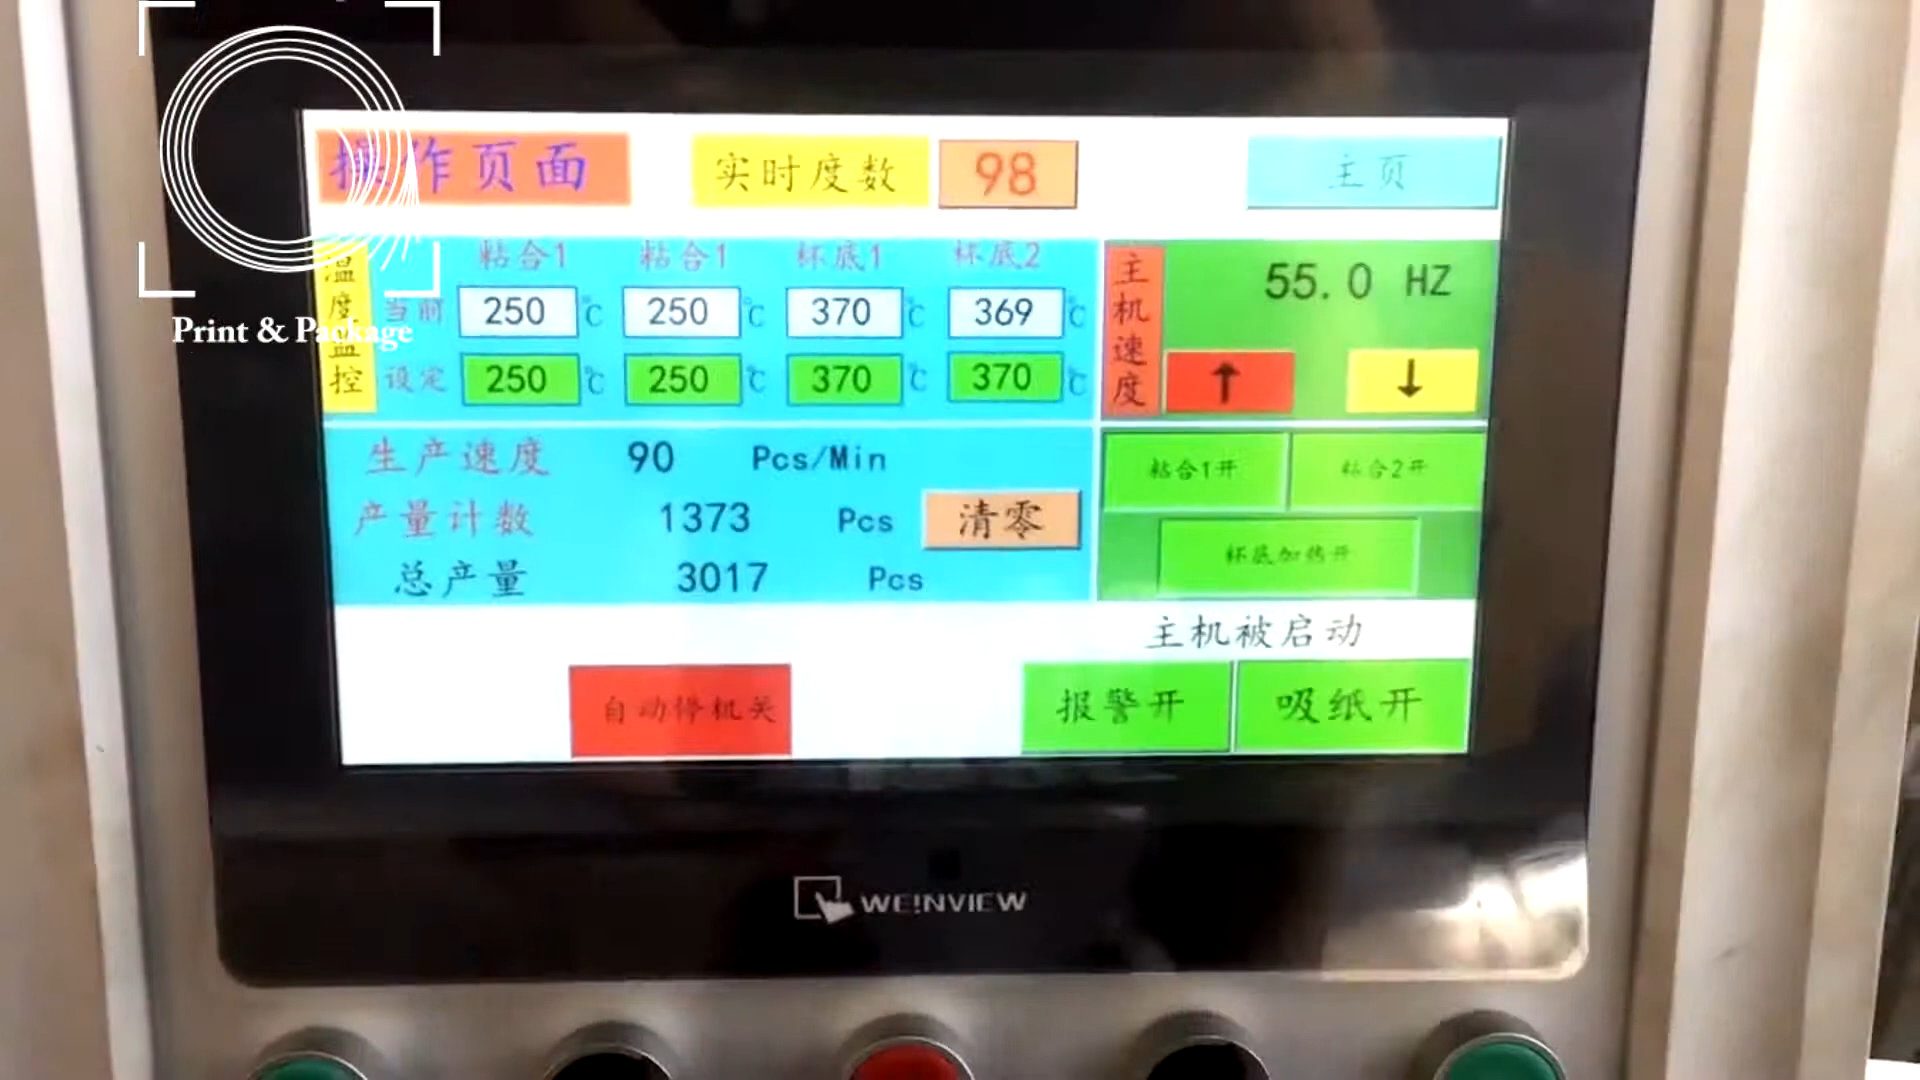 操作页面 实时度数 98 主页
Print & Package
温度监控
粘合1 粘合1 杯底1 杯底2
当前 250 ℃ 250 ℃ 370 ℃ 369 ℃
设定 250 ℃ 250 ℃ 370 ℃ 370 ℃
主机速度
55.0 HZ
↑ ↓
生产速度 90 Pcs/Min
产量计数 1373 Pcs 清零
总产量 3017 Pcs
粘合1开 粘合2开
杯底加热开
主机被启动
自动停机关 报警开 吸纸开
WEINVIEW